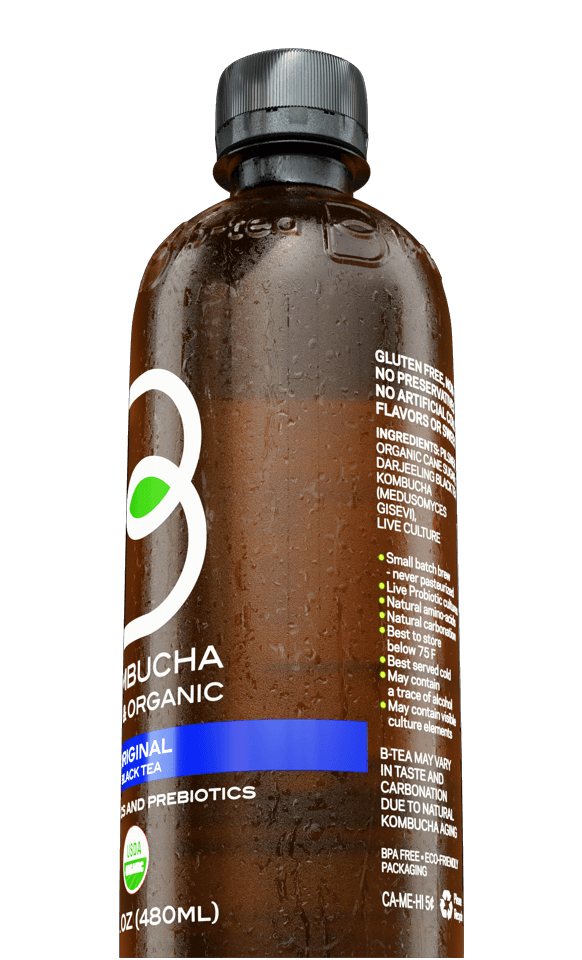 MBUCHA
& ORGANIC
RIGINAL
BLACK TEA
CS AND PREBIOTICS
USDA
ORGANIC
.OZ (480ML)
GLUTEN FREE,
NO
NO ARTIFICIAL
FLAVORS OR
INGREDIENTS:
ORGANIC CANE
DARJEELING BLACK
KOMBUCHA
(MEDUSOMYCES
GISEVI),
LIVE CULTURE
Small batch brew
- never pasteurized
Live Probiotic
Natural amino-acids
Natural carbonation
Best to store
below 75 F
Best served cold
May contain
a trace of alcohol
May contain visible
culture elements
B-TEA MAY VARY
IN TASTE AND
CARBONATION
DUE TO NATURAL
KOMBUCHA AGING
BPA FREE • ECO-FRIENDLY
PACKAGING
CA-ME-HI 5¢